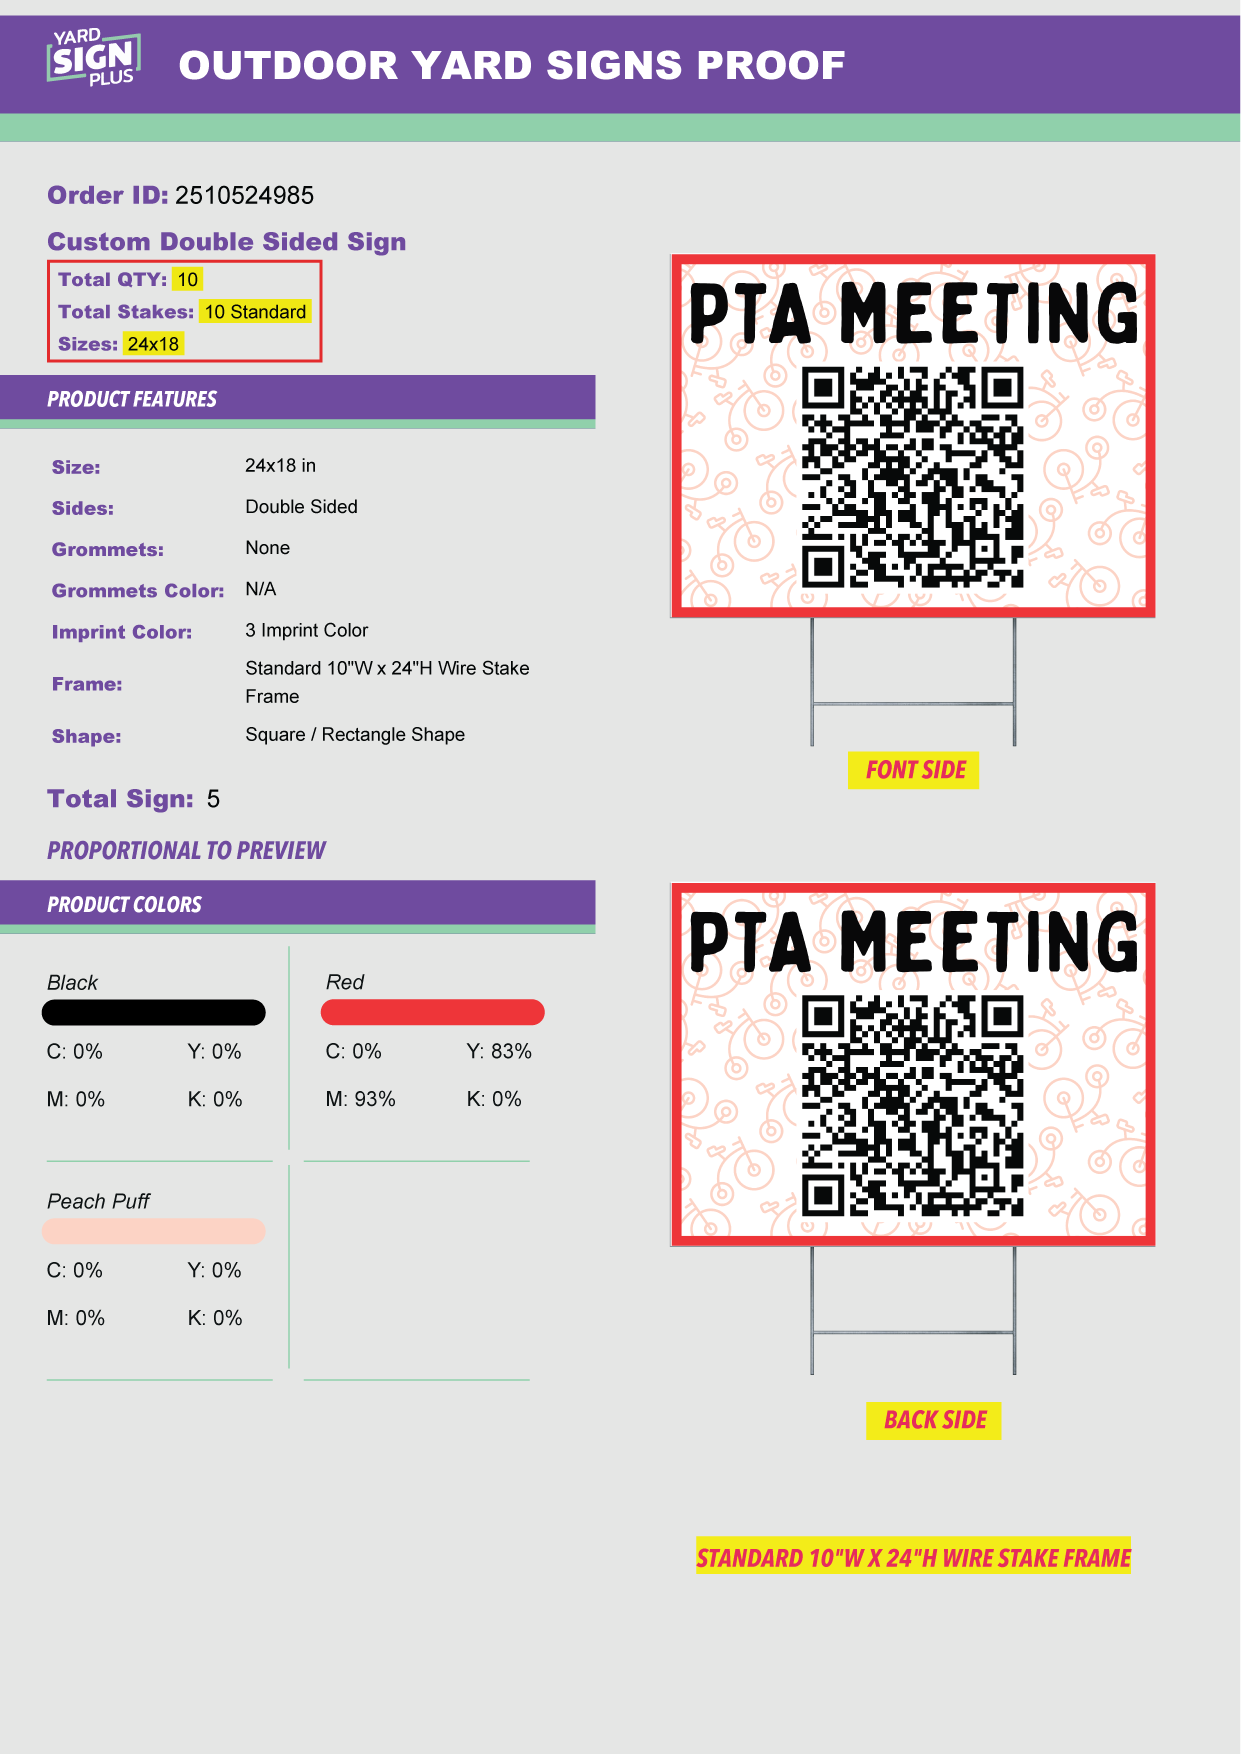 YARD
SIGN
PLUS
OUTDOOR YARD SIGNS PROOF
Order ID: 2510524985
Custom Double Sided Sign
Total QTY: 10
Total Stakes: 10 Standard
Sizes: 24x18
PRODUCT FEATURES
Size: 24x18 in
Sides: Double Sided
Grommets: None
Grommets Color: N/A
Imprint Color: 3 Imprint Color
Frame: Standard 10"W x 24"H Wire Stake
Frame
Shape: Square / Rectangle Shape
Total Sign: 5
PROPORTIONAL TO PREVIEW
PRODUCT COLORS
Black
C: 0% Y: 0%
M: 0% K: 0%
Red
C: 0% Y: 83%
M: 93% K: 0%
Peach Puff
C: 0% Y: 0%
M: 0% K: 0%
PTA MEETING
FONT SIDE
PTA MEETING
BACK SIDE
STANDARD 10"W X 24"H WIRE STAKE FRAME